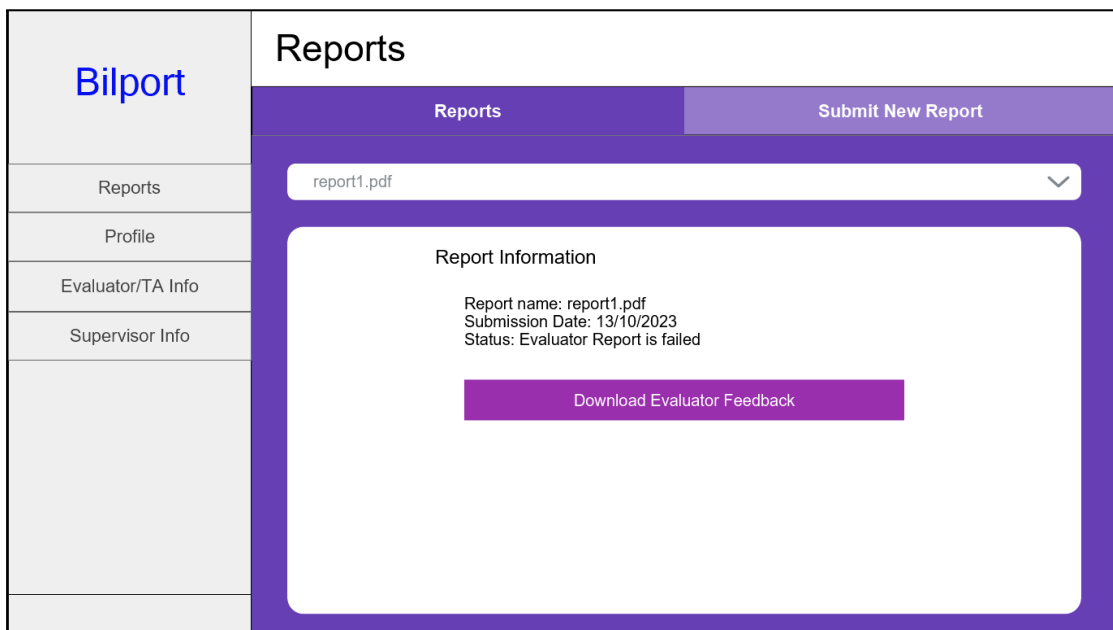 Bilport
Reports
Profile
Evaluator/TA Info
Supervisor Info
Reports
Reports
Submit New Report
report1.pdf
Report Information
Report name: report1.pdf
Submission Date: 13/10/2023
Status: Evaluator Report is failed
Download Evaluator Feedback